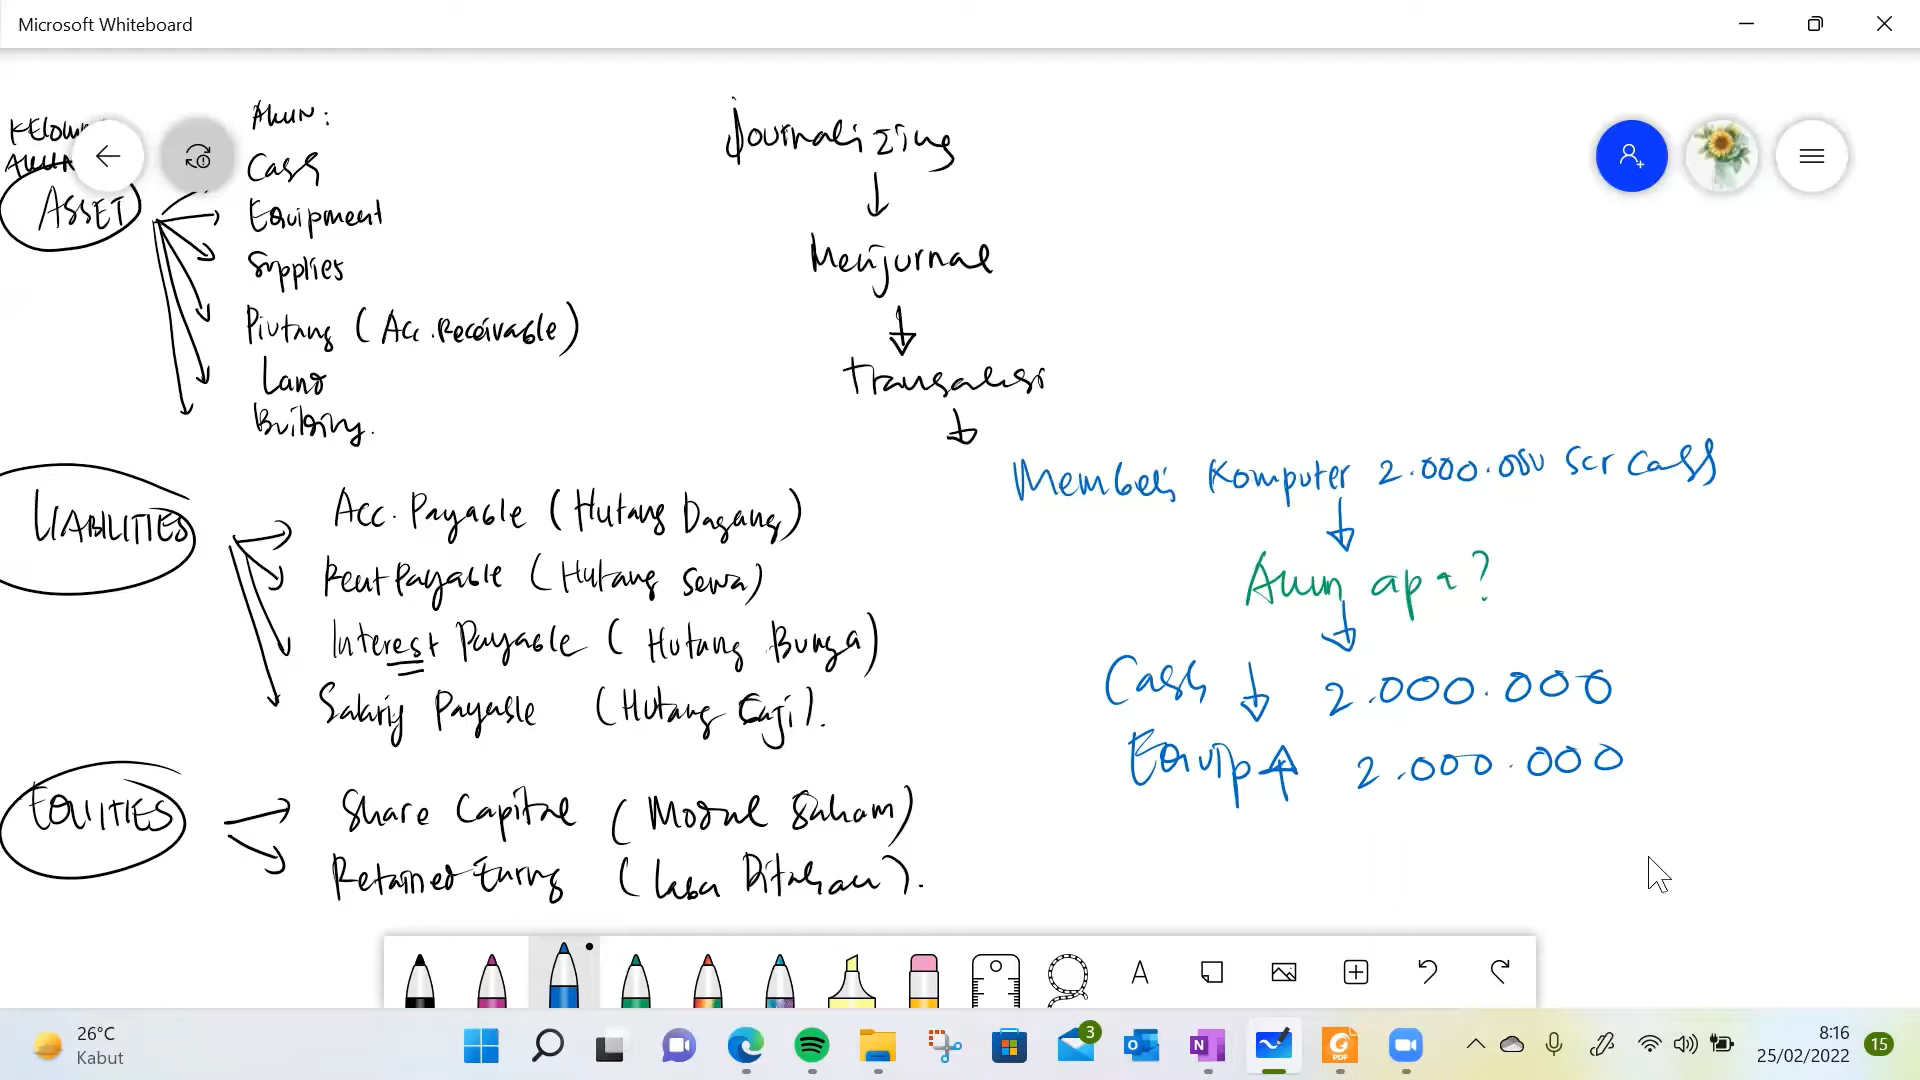 Microsoft Whiteboard
Akun :
Cash
Equipment
Supplies
Piutang (Acc. Receivable)
Land
Building.
ASSET
LIABILITIES
Acc. Payable (Hutang Dagang)
Rent Payable (Hutang Sewa)
Interest Payable (Hutang Bunga)
Salary Payable (Hutang Gaji).
EQUITIES
Share Capital (Modal Saham)
Retained Earing (Laba Ditahan).
Journalizing
Menjurnal
Transaksi
Membeli Komputer 2.000.000 scr cash
Akun apa?
Cash ↓ 2.000.000
Equip ↑ 2.000.000
26°C
Kabut
3
8:16
25/02/2022
15